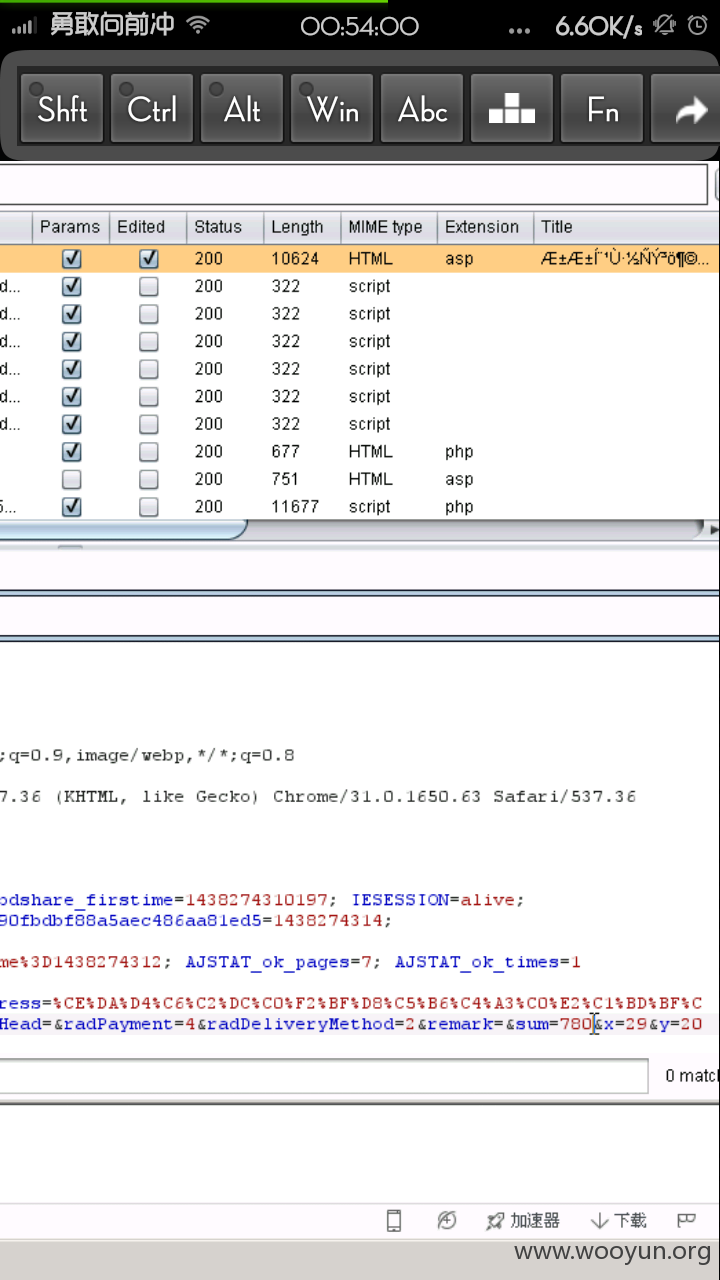 勇敢向前冲 00:54:00 ... 6.60K/s
Shft Ctrl Alt Win Abc Fn
Params Edited Status Length MIME type Extension Title
200 10624 HTML asp Æ±Æ±Í¨¹Ù·½ÑÝ³ö¶©...
d... 200 322 script
d... 200 322 script
d... 200 322 script
d... 200 322 script
d... 200 322 script
d... 200 322 script
200 677 HTML php
200 751 HTML asp
5... 200 11677 script php
;q=0.9,image/webp,*/*;q=0.8
7.36 (KHTML, like Gecko) Chrome/31.0.1650.63 Safari/537.36
bdshare_firstime=1438274310197; IESESSION=alive;
90fbdbf88a5aec486aa81ed5=1438274314;
me%3D1438274312; AJSTAT_ok_pages=7; AJSTAT_ok_times=1
ress=%CE%DA%D4%C6%C2%DC%C0%F2%BF%D8%C5%B6%C4%A3%C0%E2%C1%BD%BF%C
Head=&radPayment=4&radDeliveryMethod=2&remark=&sum=780&x=29&y=20
0 matc
加速器 下载
www.wooyun.org